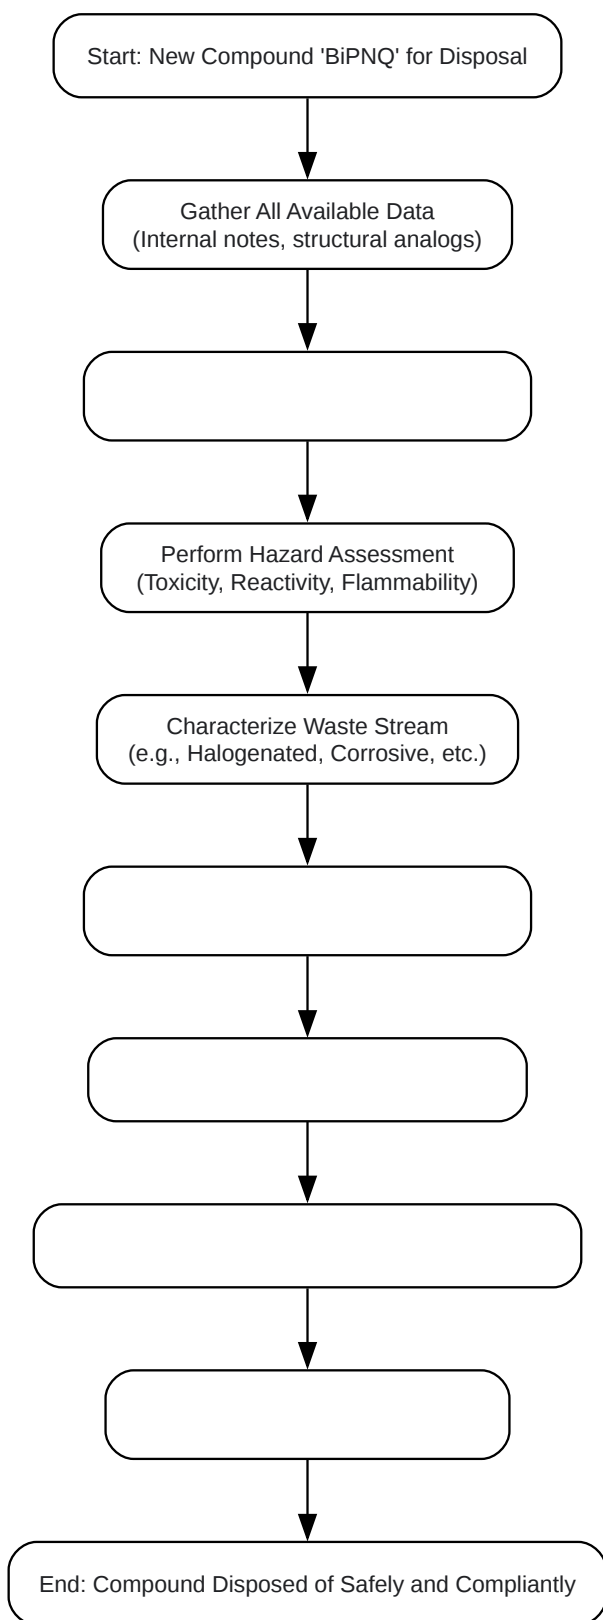 Start: New Compound 'BiPNQ' for Disposal
Gather All Available Data
(Internal notes, structural analogs)
Perform Hazard Assessment
(Toxicity, Reactivity, Flammability)
Characterize Waste Stream
(e.g., Halogenated, Corrosive, etc.)
End: Compound Disposed of Safely and Compliantly